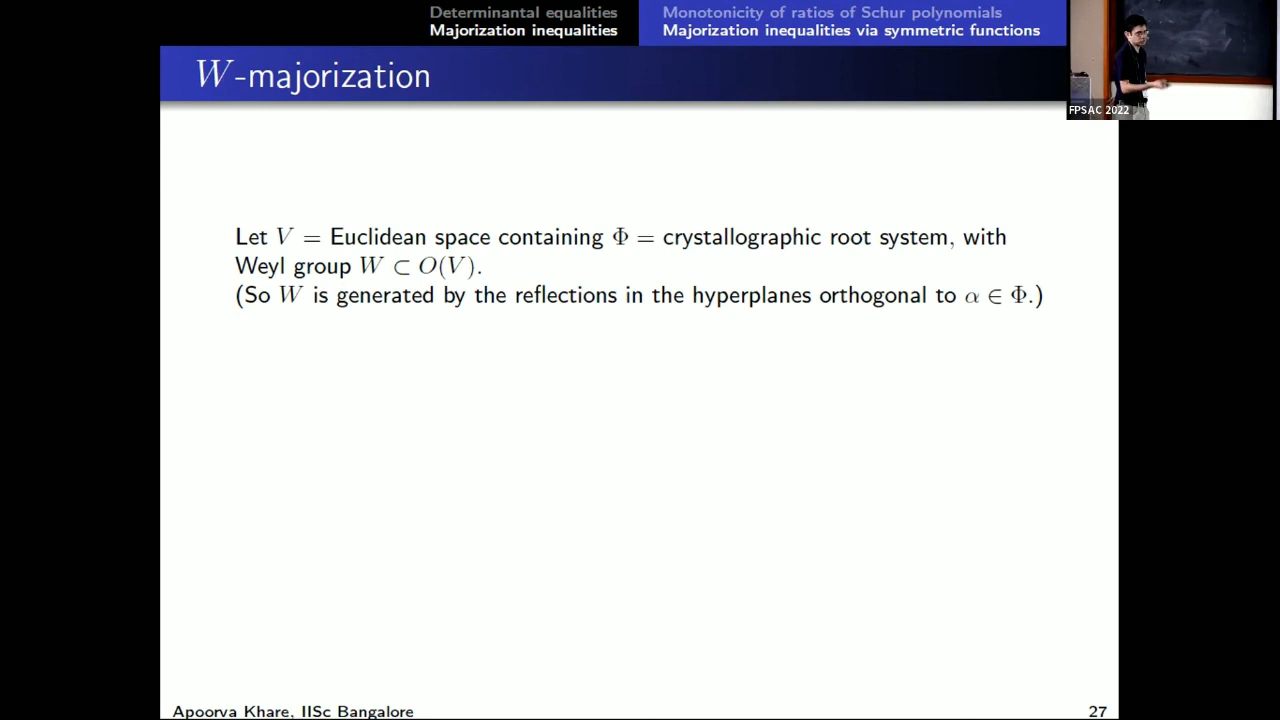 Determinantal equalities
Majorization inequalities
Monotonicity of ratios of Schur polynomials
Majorization inequalities via symmetric functions
W-majorization
FPSAC 2022
Let V = Euclidean space containing Φ = crystallographic root system, with
Weyl group W ⊂ O(V).
(So W is generated by the reflections in the hyperplanes orthogonal to α ∈ Φ.)
Apoorva Khare, IISc Bangalore
27